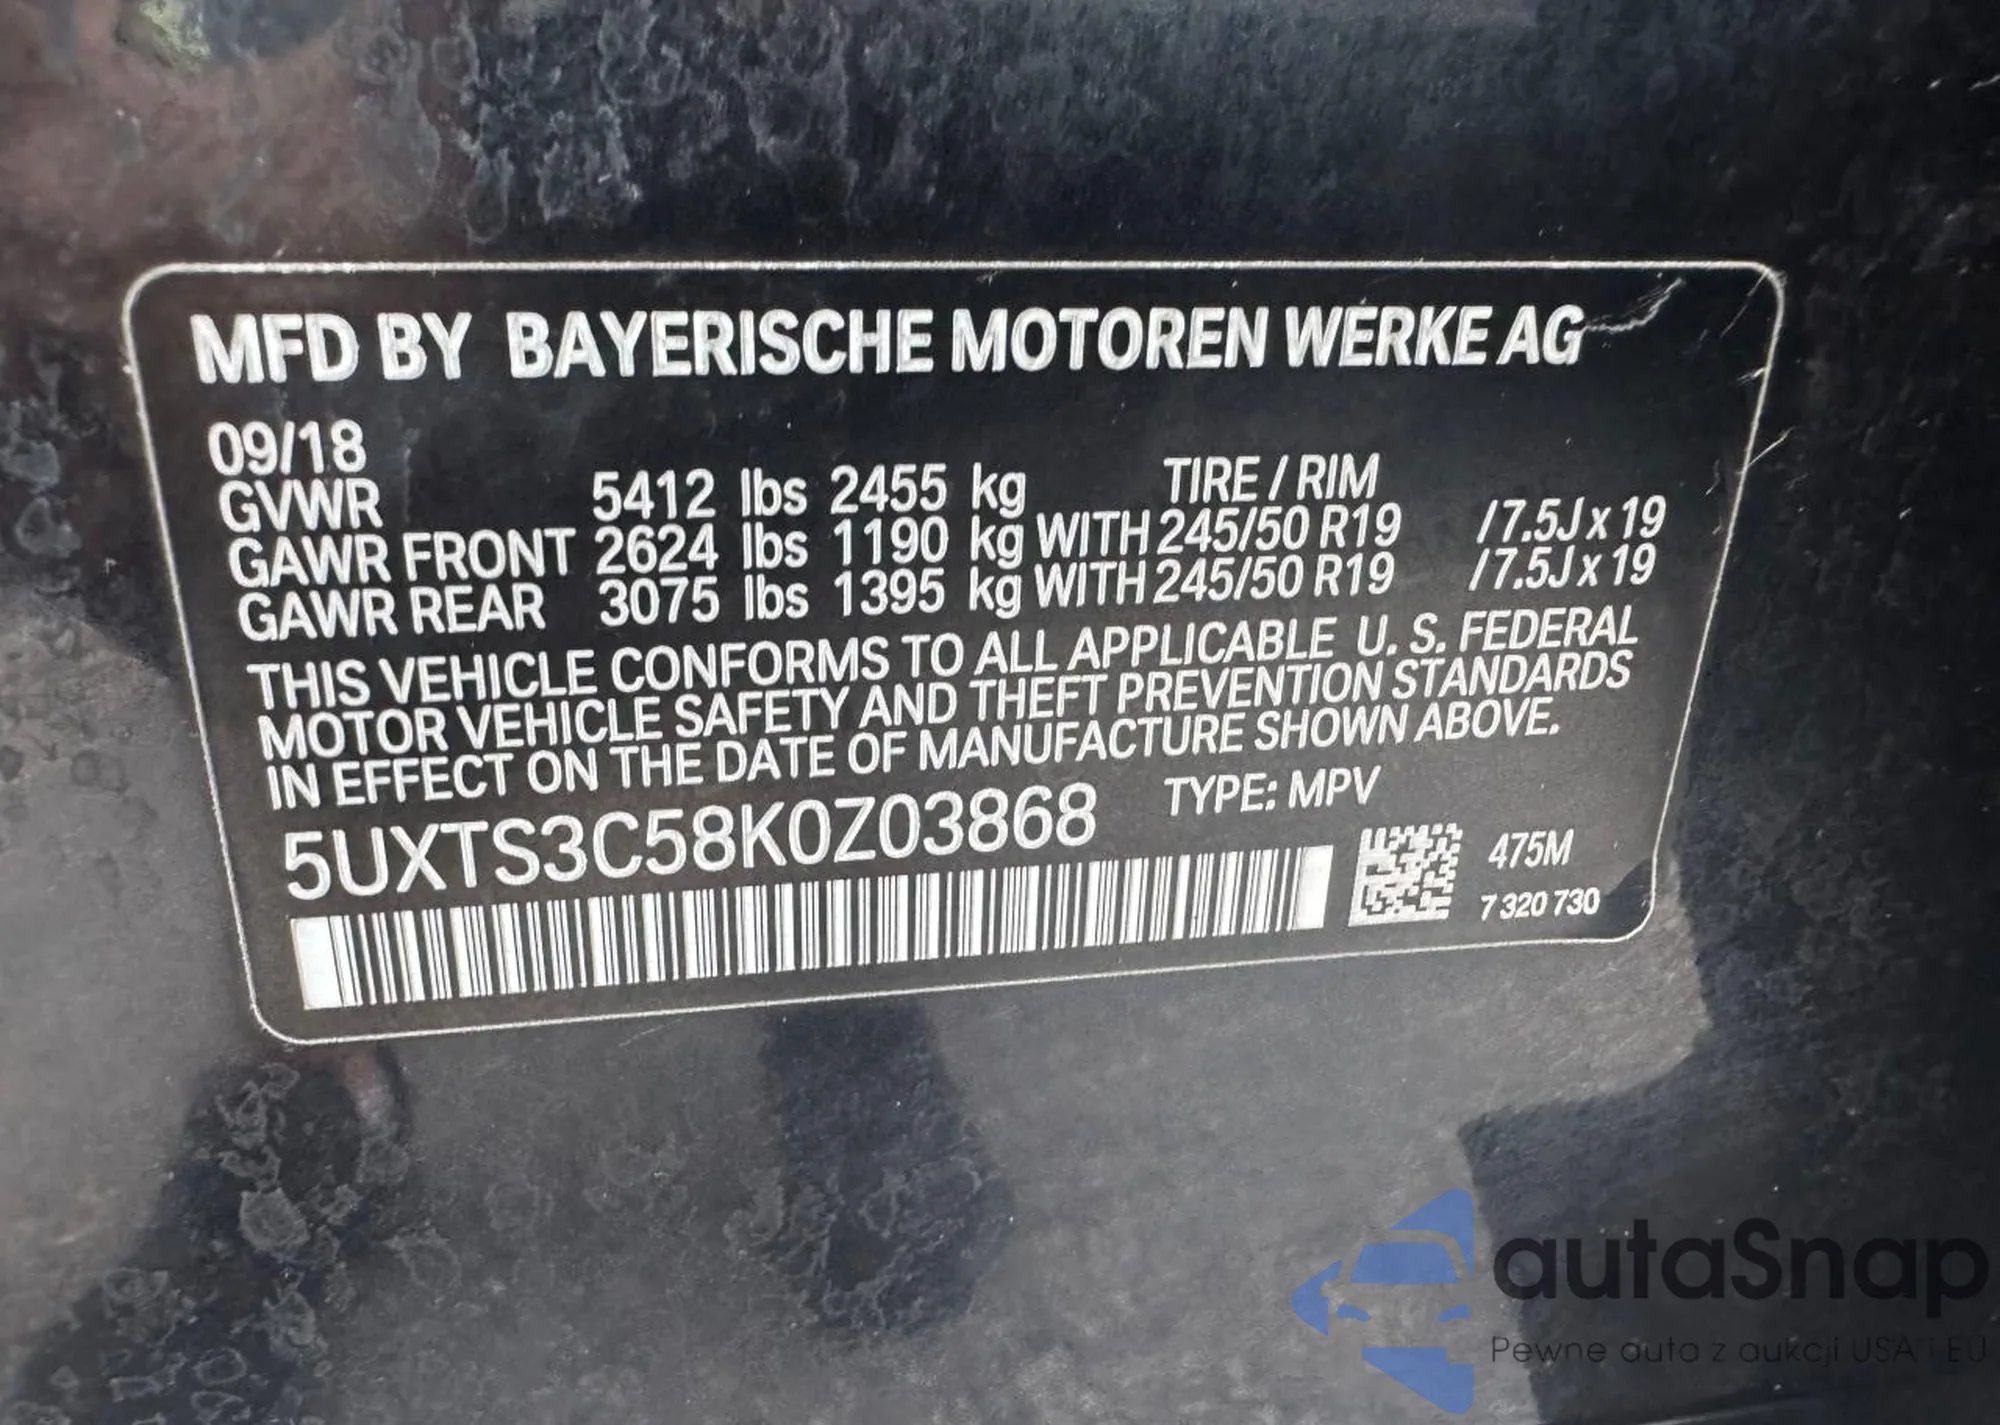 MFD BY BAYERISCHE MOTOREN WERKE AG
09/18
GVWR 5412 lbs 2455 kg TIRE / RIM
GAWR FRONT 2624 lbs 1190 kg WITH 245/50 R19 /7.5J x 19
GAWR REAR 3075 lbs 1395 kg WITH 245/50 R19 /7.5J x 19
THIS VEHICLE CONFORMS TO ALL APPLICABLE U. S. FEDERAL
MOTOR VEHICLE SAFETY AND THEFT PREVENTION STANDARDS
IN EFFECT ON THE DATE OF MANUFACTURE SHOWN ABOVE.
5UXTS3C58K0Z03868 TYPE: MPV
475M
7 320 730
autaSnap
Pewne auta z aukcji USA i EU